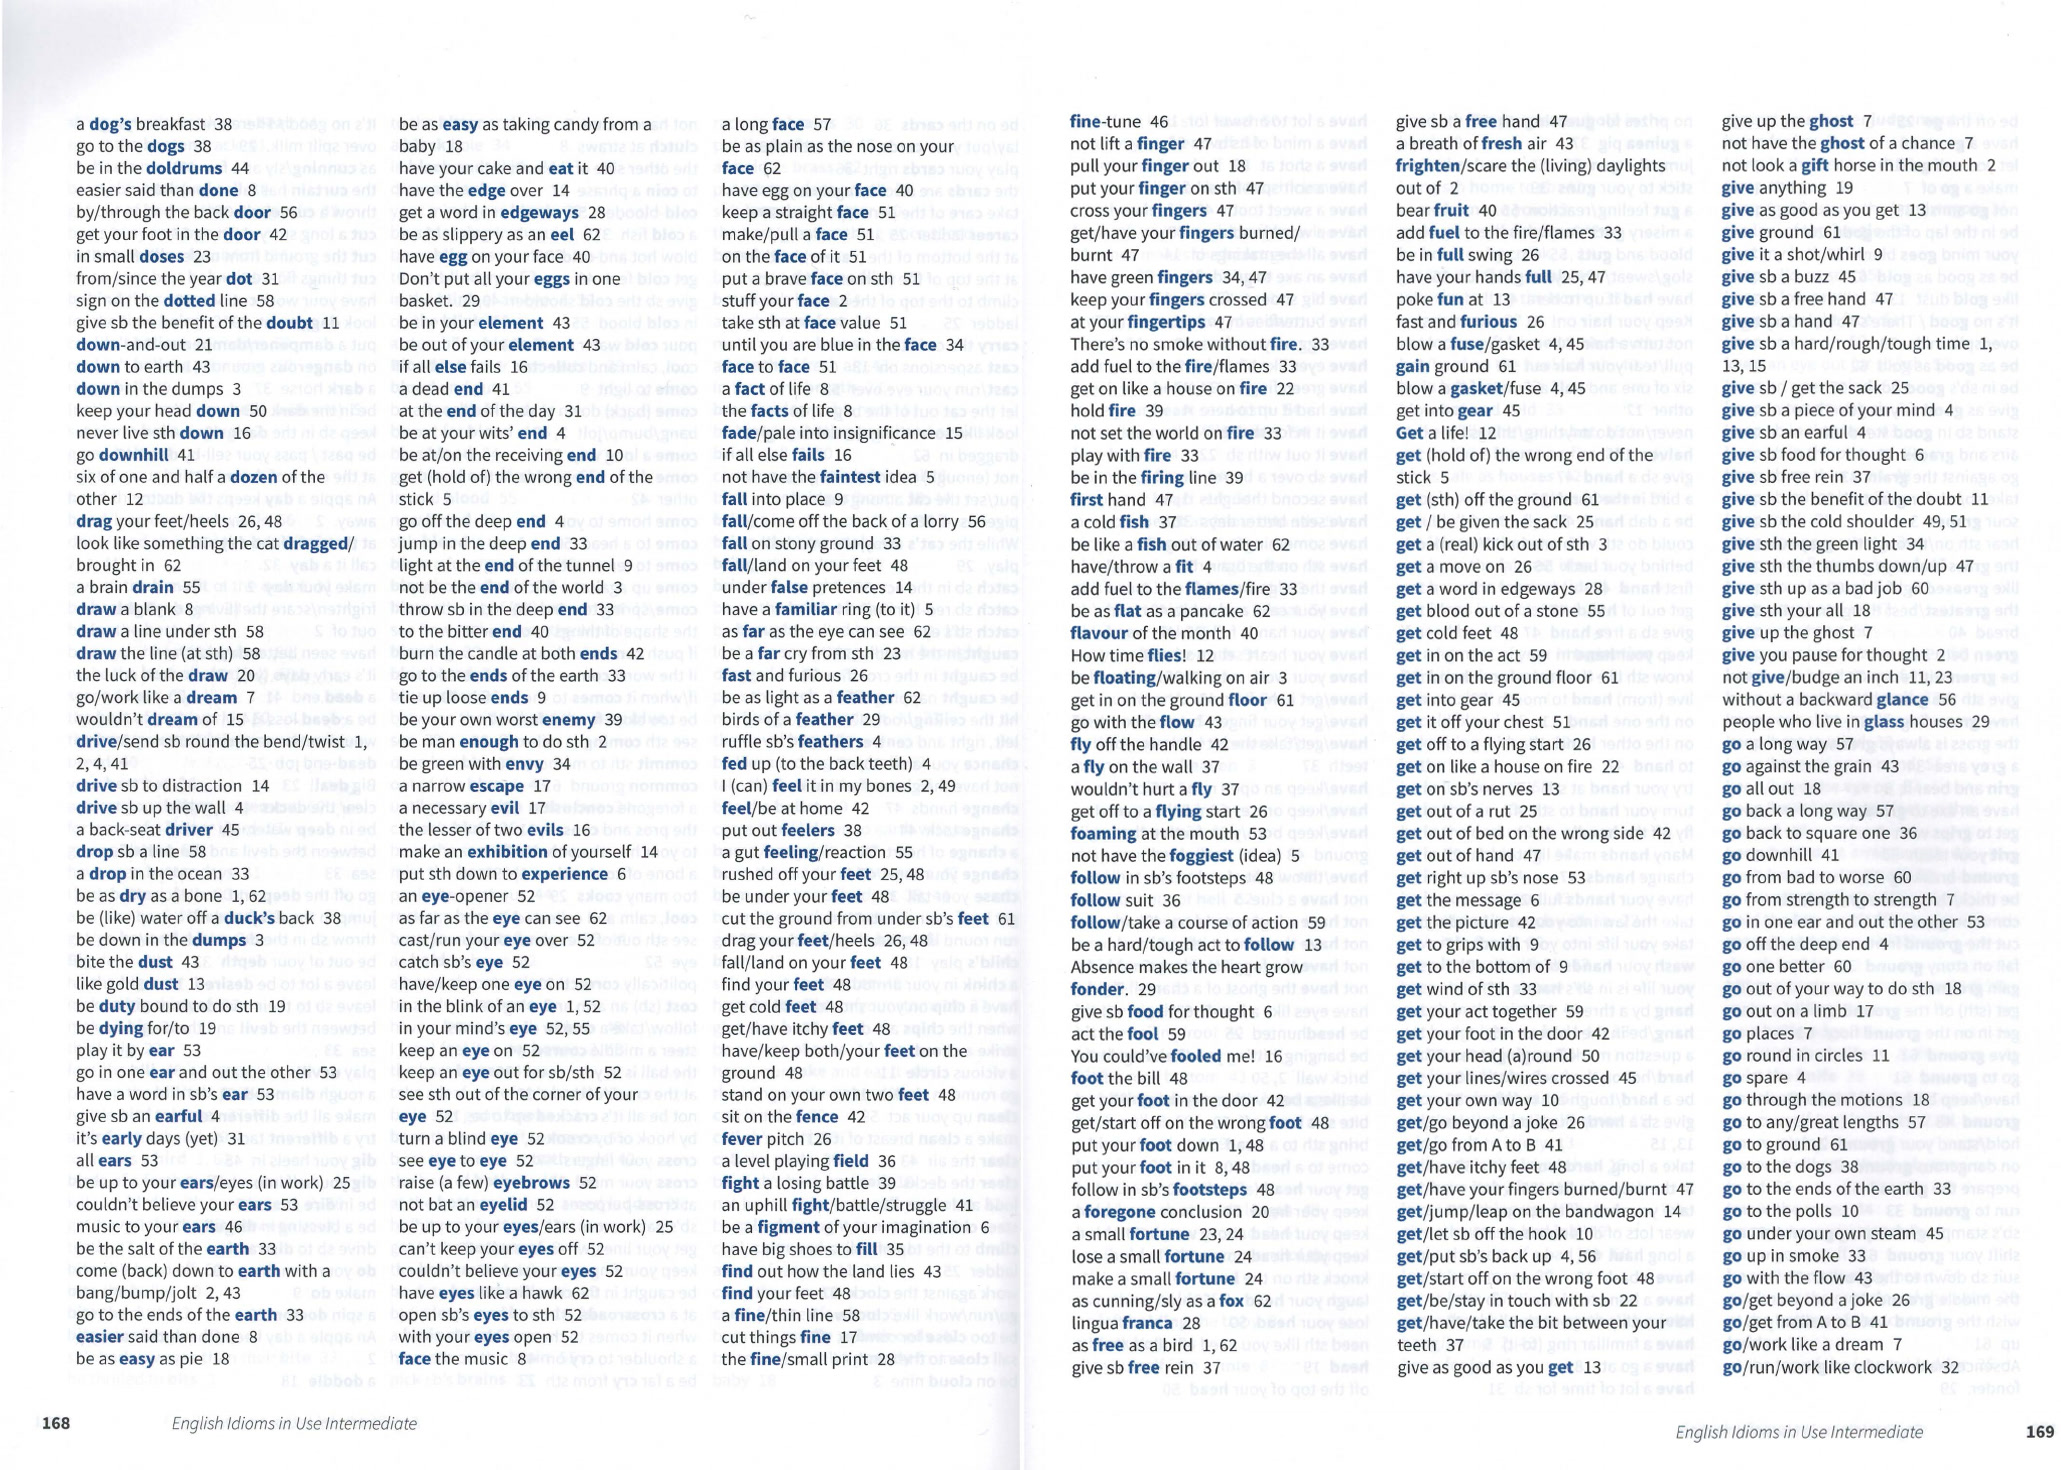 a dog's breakfast 38
go to the dogs 38
be in the doldrums 44
easier said than done 8
by/through the back door 56
get your foot in the door 42
in small doses 23
from/since the year dot 31
sign on the dotted line 58
give sb the benefit of the doubt 11
down-and-out 21
down to earth 43
down in the dumps 3
keep your head down 50
never live sth down 16
go downhill 41
six of one and half a dozen of the
other 12
drag your feet/heels 26, 48
look like something the cat dragged/
brought in 62
a brain drain 55
draw a blank 8
draw a line under sth 58
draw the line (at sth) 58
the luck of the draw 20
go/work like a dream 7
wouldn't dream of 15
drive/send sb round the bend/twist 1,
2, 4, 41
drive sb to distraction 14
drive sb up the wall 4
a back-seat driver 45
drop sb a line 58
a drop in the ocean 33
be as dry as a bone 1, 62
be (like) water off a duck's back 38
be down in the dumps 3
bite the dust 43
like gold dust 13
be duty bound to do sth 19
be dying for/to 19
play it by ear 53
go in one ear and out the other 53
have a word in sb's ear 53
give sb an earful 4
it's early days (yet) 31
all ears 53
be up to your ears/eyes (in work) 25
couldn't believe your ears 53
music to your ears 46
be the salt of the earth 33
come (back) down to earth with a
bang/bump/jolt 2, 43
go to the ends of the earth 33
easier said than done 8
be as easy as pie 18
be as easy as taking candy from a
baby 18
have your cake and eat it 40
have the edge over 14
get a word in edgeways 28
be as slippery as an eel 62
have egg on your face 40
Don't put all your eggs in one
basket. 29
be in your element 43
be out of your element 43
if all else fails 16
a dead end 41
at the end of the day 31
be at your wits' end 4
be at/on the receiving end 10
get (hold of) the wrong end of the
stick 5
go off the deep end 4
jump in the deep end 33
light at the end of the tunnel 9
not be the end of the world 3
throw sb in the deep end 33
to the bitter end 40
burn the candle at both ends 42
go to the ends of the earth 33
tie up loose ends 9
be your own worst enemy 39
be man enough to do sth 2
be green with envy 34
a narrow escape 17
a necessary evil 17
the lesser of two evils 16
make an exhibition of yourself 14
put sth down to experience 6
an eye-opener 52
as far as the eye can see 62
cast/run your eye over 52
catch sb's eye 52
have/keep one eye on 52
in the blink of an eye 1, 52
in your mind's eye 52, 55
keep an eye on 52
keep an eye out for sb/sth 52
see sth out of the corner of your
eye 52
turn a blind eye 52
see eye to eye 52
raise (a few) eyebrows 52
not bat an eyelid 52
be up to your eyes/ears (in work) 25
can't keep your eyes off 52
couldn't believe your eyes 52
have eyes like a hawk 62
open sb's eyes to sth 52
with your eyes open 52
face the music 8
a long face 57
be as plain as the nose on your
face 62
have egg on your face 40
keep a straight face 51
make/pull a face 51
on the face of it 51
put a brave face on sth 51
stuff your face 2
take sth at face value 51
until you are blue in the face 34
face to face 51
a fact of life 8
the facts of life 8
fade/pale into insignificance 15
if all else fails 16
not have the faintest idea 5
fall into place 9
fall/come off the back of a lorry 56
fall on stony ground 33
fall/land on your feet 48
under false pretences 14
have a familiar ring (to it) 5
as far as the eye can see 62
be a far cry from sth 23
fast and furious 26
be as light as a feather 62
birds of a feather 29
ruffle sb's feathers 4
fed up (to the back teeth) 4
I (can) feel it in my bones 2, 49
feel/be at home 42
put out feelers 38
a gut feeling/reaction 55
rushed off your feet 25, 48
be under your feet 48
cut the ground from under sb's feet 61
drag your feet/heels 26, 48
fall/land on your feet 48
find your feet 48
get cold feet 48
get/have itchy feet 48
have/keep both/your feet on the
ground 48
stand on your own two feet 48
sit on the fence 42
fever pitch 26
a level playing field 36
fight a losing battle 39
an uphill fight/battle/struggle 41
be a figment of your imagination 6
have big shoes to fill 35
find out how the land lies 43
find your feet 48
a fine/thin line 58
cut things fine 17
the fine/small print 28
168 English Idioms in Use Intermediate
fine-tune 46
not lift a finger 47
pull your finger out 18
put your finger on sth 47
cross your fingers 47
get/have your fingers burned/
burnt 47
have green fingers 34, 47
keep your fingers crossed 47
at your fingertips 47
There's no smoke without fire. 33
add fuel to the fire/flames 33
get on like a house on fire 22
hold fire 39
not set the world on fire 33
play with fire 33
be in the firing line 39
first hand 47
a cold fish 37
be like a fish out of water 62
have/throw a fit 4
add fuel to the flames/fire 33
be as flat as a pancake 62
flavour of the month 40
How time flies! 12
be floating/walking on air 3
get in on the ground floor 61
go with the flow 43
fly off the handle 42
a fly on the wall 37
wouldn't hurt a fly 37
get off to a flying start 26
foaming at the mouth 53
not have the foggiest (idea) 5
follow in sb's footsteps 48
follow suit 36
follow/take a course of action 59
be a hard/tough act to follow 13
Absence makes the heart grow
fonder. 29
give sb food for thought 6
act the fool 59
You could've fooled me! 16
foot the bill 48
get your foot in the door 42
get/start off on the wrong foot 48
put your foot down 1, 48
put your foot in it 8, 48
follow in sb's footsteps 48
a foregone conclusion 20
a small fortune 23, 24
lose a small fortune 24
make a small fortune 24
as cunning/sly as a fox 62
lingua franca 28
as free as a bird 1, 62
give sb free rein 37
give sb a free hand 47
a breath of fresh air 43
frighten/scare the (living) daylights
out of 2
bear fruit 40
add fuel to the fire/flames 33
be in full swing 26
have your hands full 25, 47
poke fun at 13
fast and furious 26
blow a fuse/gasket 4, 45
gain ground 61
blow a gasket/fuse 4, 45
get into gear 45
Get a life! 12
get (hold of) the wrong end of the
stick 5
get (sth) off the ground 61
get / be given the sack 25
get a (real) kick out of sth 3
get a move on 26
get a word in edgeways 28
get blood out of a stone 55
get cold feet 48
get in on the act 59
get in on the ground floor 61
get into gear 45
get it off your chest 51
get off to a flying start 26
get on like a house on fire 22
get on sb's nerves 13
get out of a rut 25
get out of bed on the wrong side 42
get out of hand 47
get right up sb's nose 53
get the message 6
get the picture 42
get to grips with 9
get to the bottom of 9
get wind of sth 33
get your act together 59
get your foot in the door 42
get your head (a)round 50
get your lines/wires crossed 45
get your own way 10
get/go beyond a joke 26
get/go from A to B 41
get/have itchy feet 48
get/have your fingers burned/burnt 47
get/jump/leap on the bandwagon 14
get/let sb off the hook 10
get/put sb's back up 4, 56
get/start off on the wrong foot 48
get/be/stay in touch with sb 22
get/have/take the bit between your
teeth 37
give as good as you get 13
give up the ghost 7
not have the ghost of a chance 7
not look a gift horse in the mouth 2
give anything 19
give as good as you get 13
give ground 61
give it a shot/whirl 9
give sb a buzz 45
give sb a free hand 47
give sb a hand 47
give sb a hard/rough/tough time 1,
13, 15
give sb / get the sack 25
give sb a piece of your mind 4
give sb an earful 4
give sb food for thought 6
give sb free rein 37
give sb the benefit of the doubt 11
give sb the cold shoulder 49, 51
give sth the green light 34
give sth the thumbs down/up 47
give sth up as a bad job 60
give sth your all 18
give up the ghost 7
give you pause for thought 2
not give/budge an inch 11, 23
without a backward glance 56
people who live in glass houses 29
go a long way 57
go against the grain 43
go all out 18
go back a long way 57
go back to square one 36
go downhill 41
go from bad to worse 60
go from strength to strength 7
go in one ear and out the other 53
go off the deep end 4
go one better 60
go out of your way to do sth 18
go out on a limb 17
go places 7
go round in circles 11
go spare 4
go through the motions 18
go to any/great lengths 57
go to ground 61
go to the dogs 38
go to the ends of the earth 33
go to the polls 10
go under your own steam 45
go up in smoke 33
go with the flow 43
go/get beyond a joke 26
go/get from A to B 41
go/work like a dream 7
go/run/work like clockwork 32
English Idioms in Use Intermediate 169